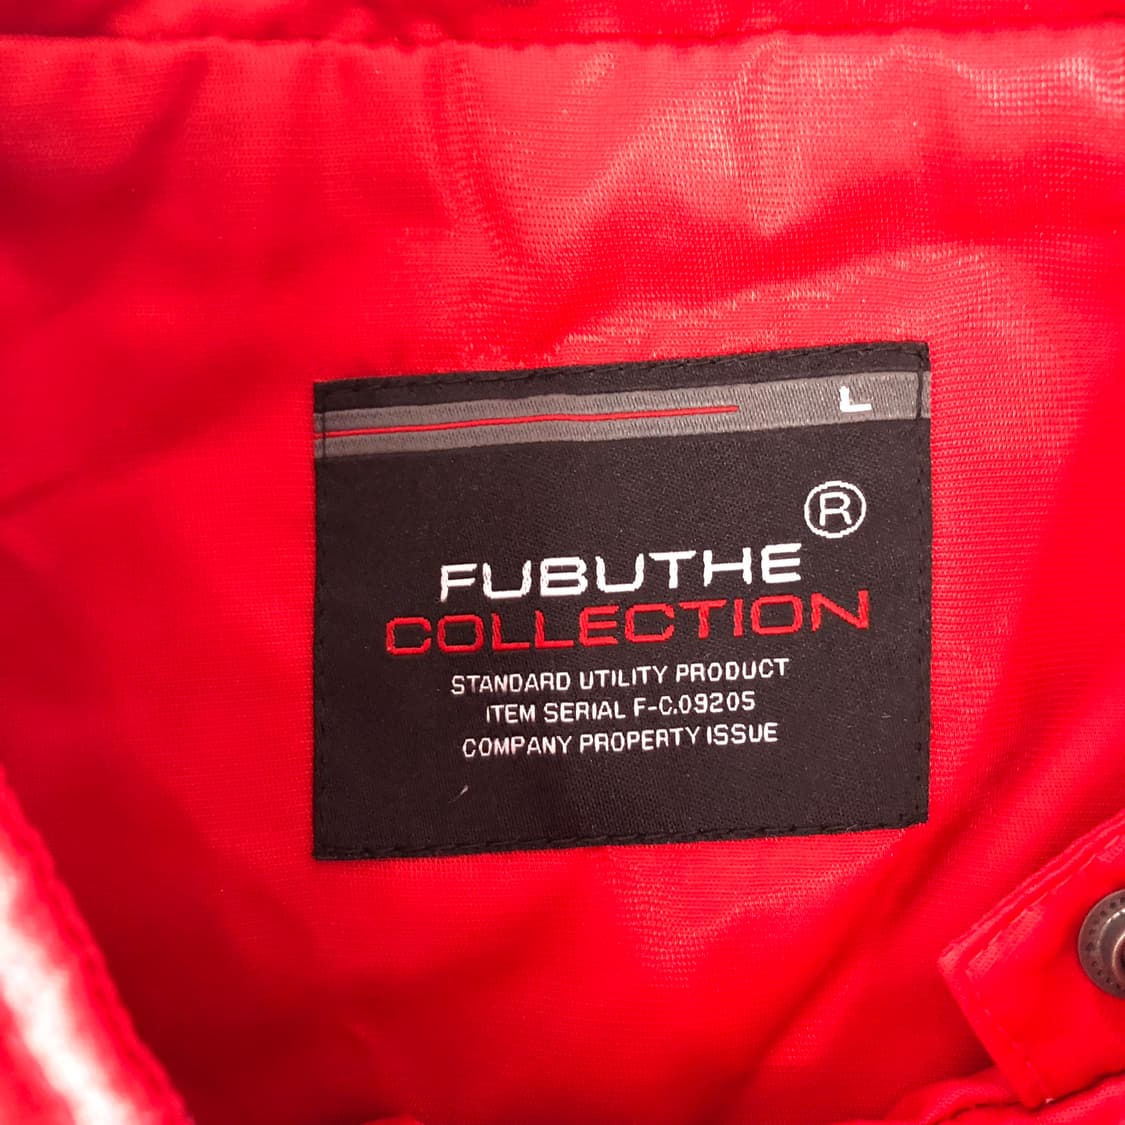 L
®
FUBUTHE
COLLECTION
STANDARD UTILITY PRODUCT
ITEM SERIAL F-C.09205
COMPANY PROPERTY ISSUE